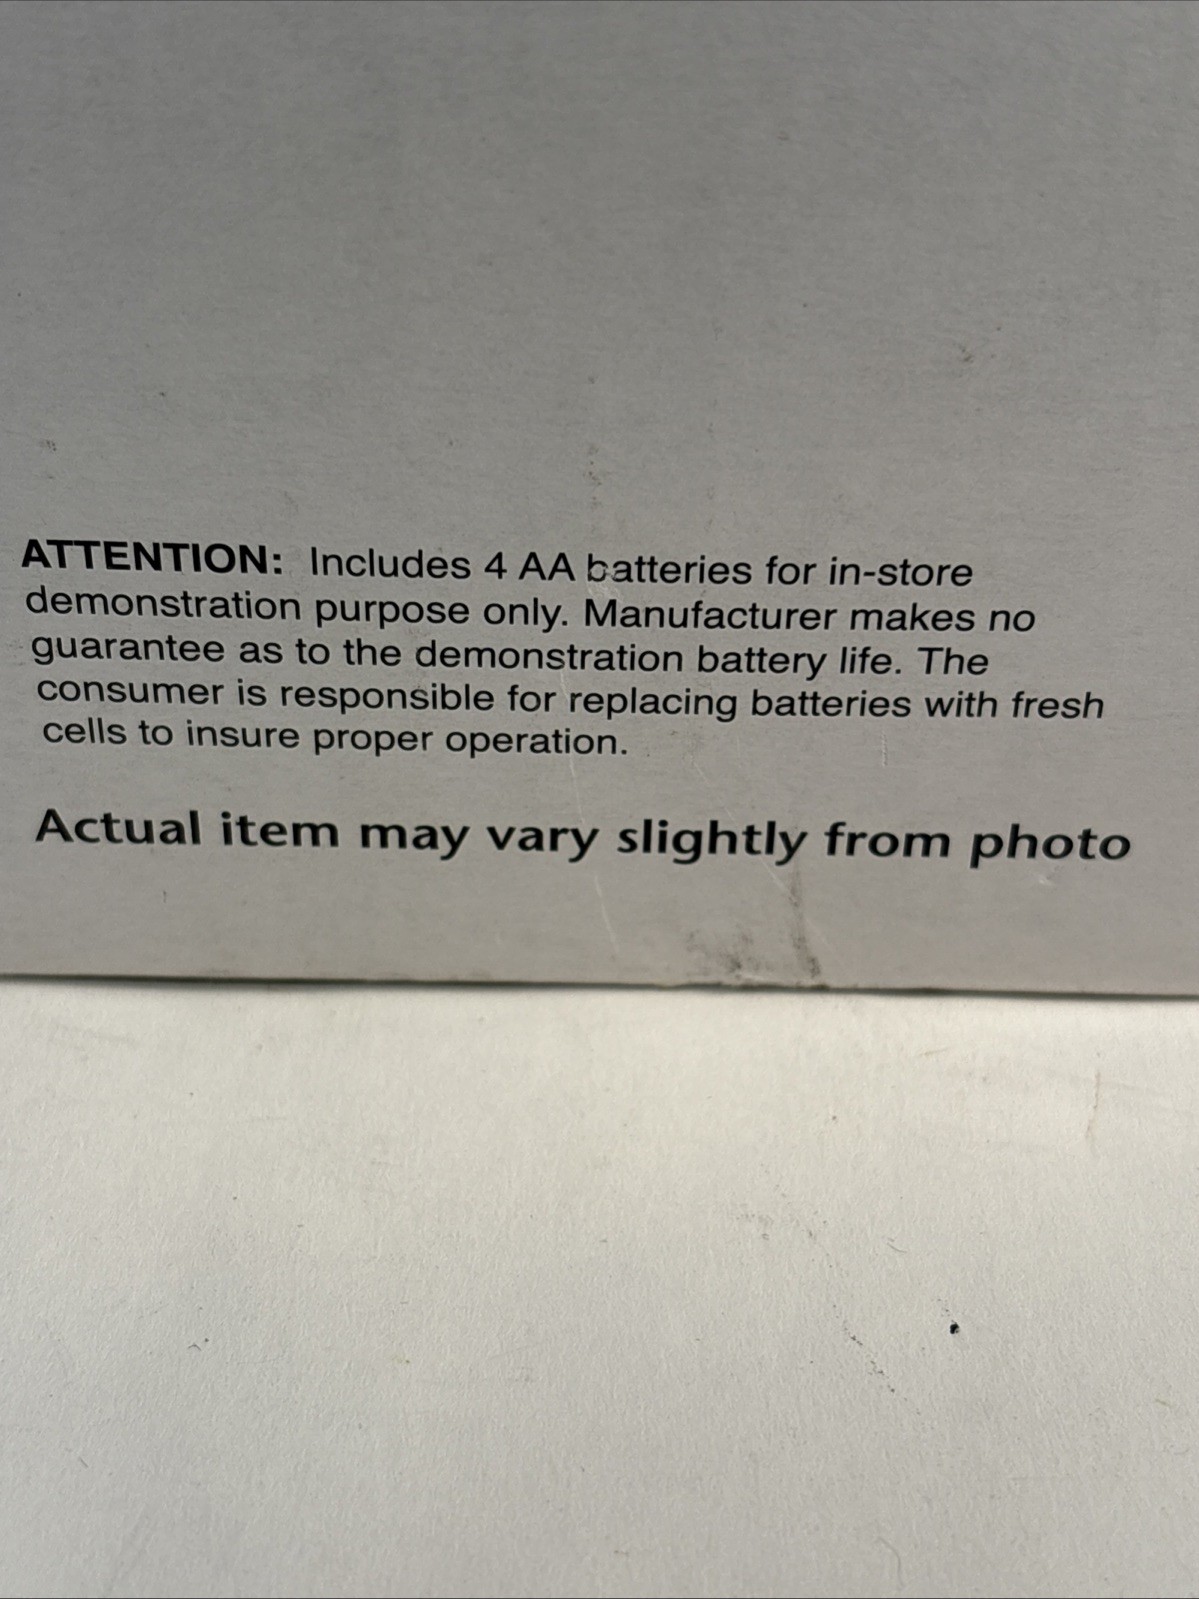 ATTENTION: Includes 4 AA batteries for in-store
demonstration purpose only. Manufacturer makes no
guarantee as to the demonstration battery life. The
consumer is responsible for replacing batteries with fresh
cells to insure proper operation.
Actual item may vary slightly from photo